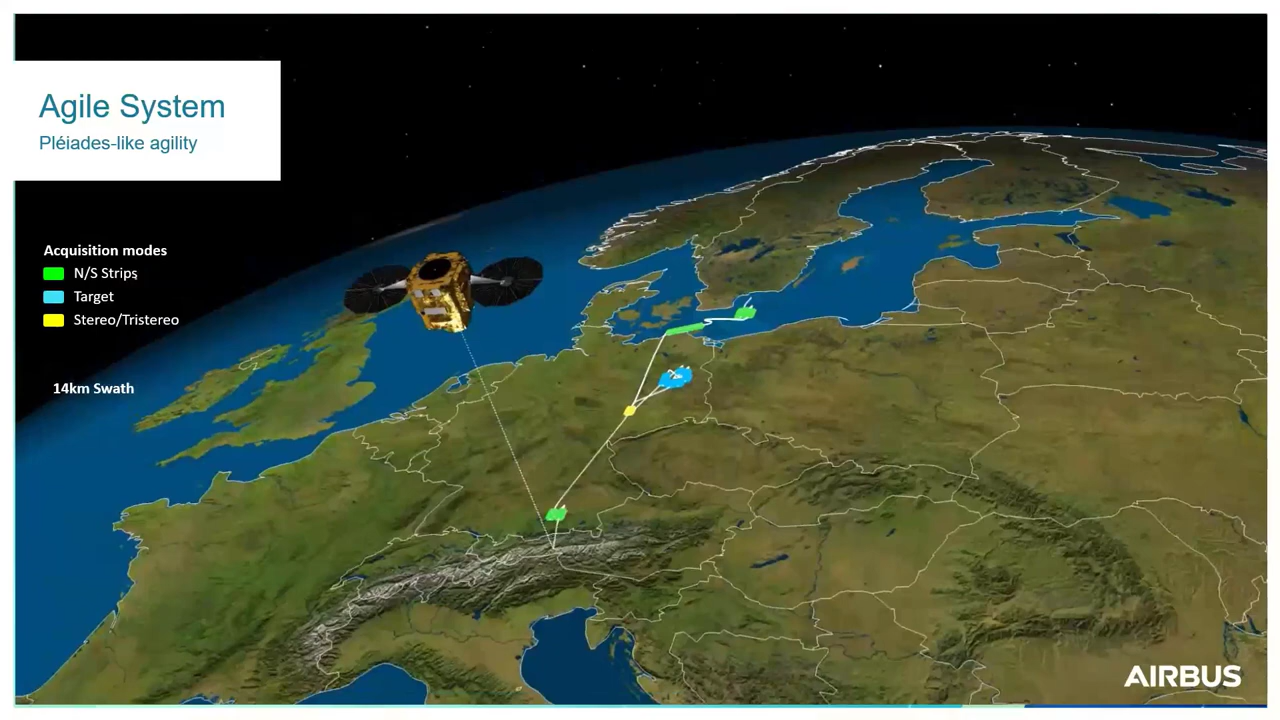 Agile System
Pléiades-like agility
Acquisition modes
N/S Strips
Target
Stereo/Tristereo
14km Swath
AIRBUS